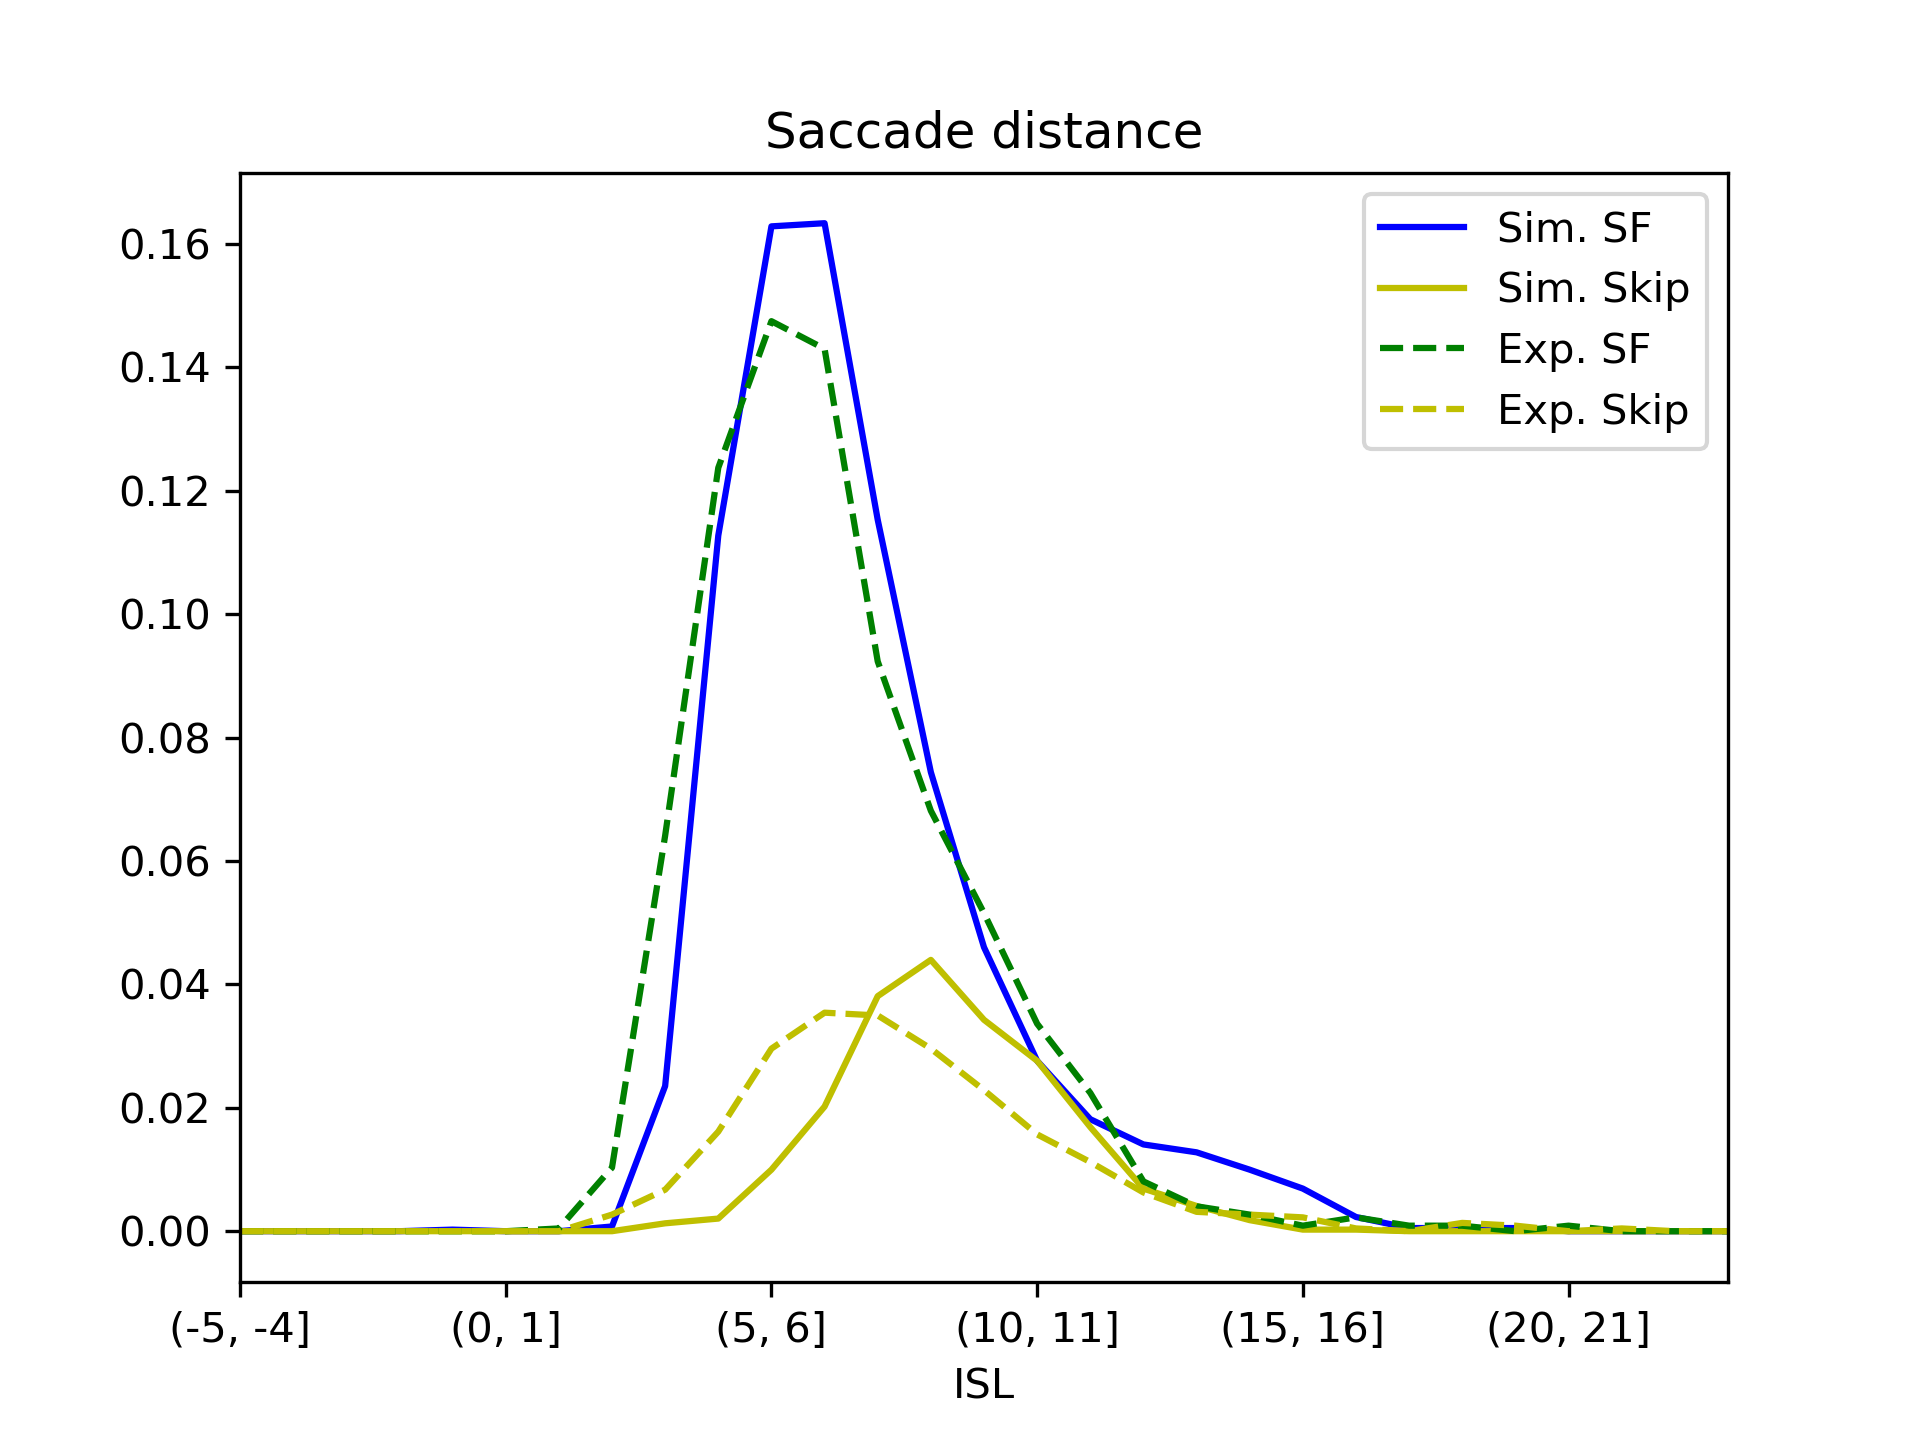 Saccade distance
0.16
0.14
0.12
0.10
0.08
0.06
0.04
0.02
0.00
Sim. SF
Sim. Skip
Exp. SF
Exp. Skip
(-5, -4]
(0, 1]
(5, 6]
(10, 11]
(15, 16]
(20, 21]
ISL